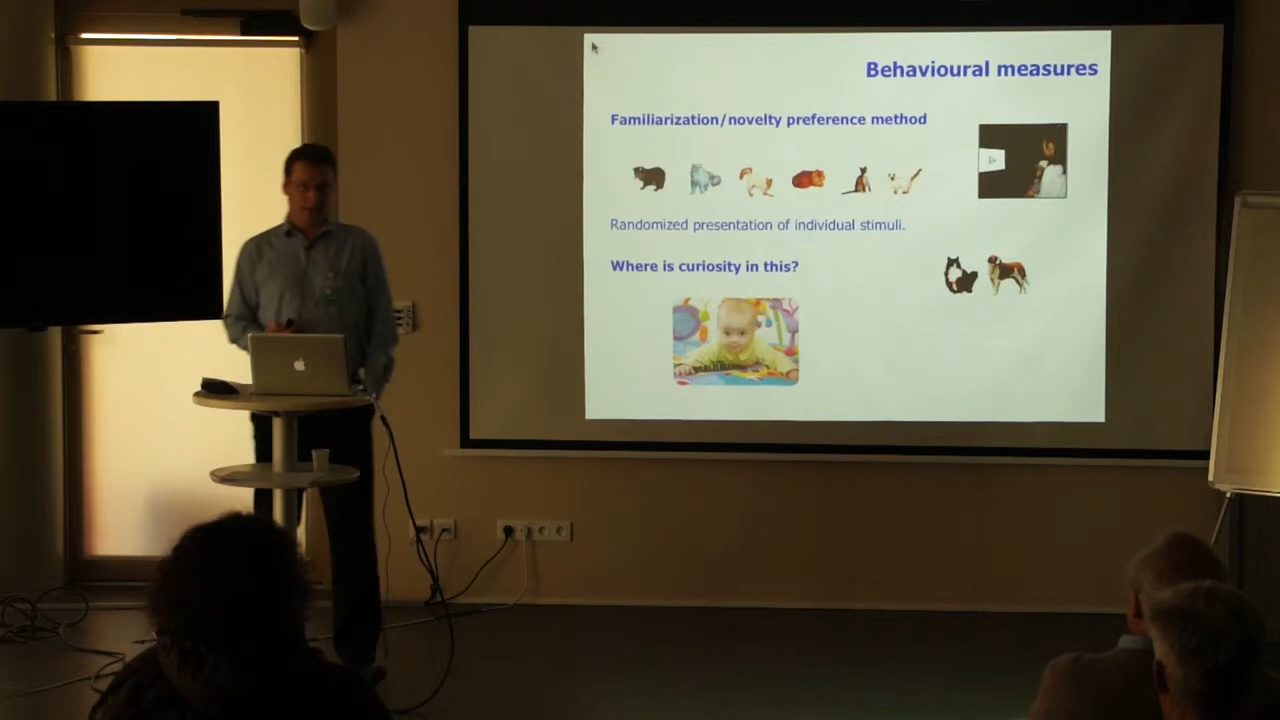 Behavioural measures
Familiarization/novelty preference method
Randomized presentation of individual stimuli.
Where is curiosity in this?